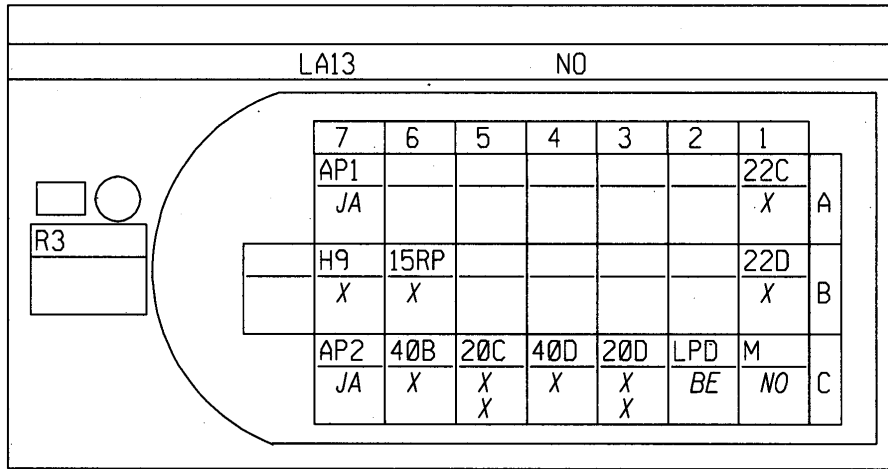 LA13 NO
7 6 5 4 3 2 1
AP1 22C
JA X A
R3
H9 15RP 22D
X X X B
AP2 40B 20C 40D 20D LPD M
JA X X X X BE NO C
X X